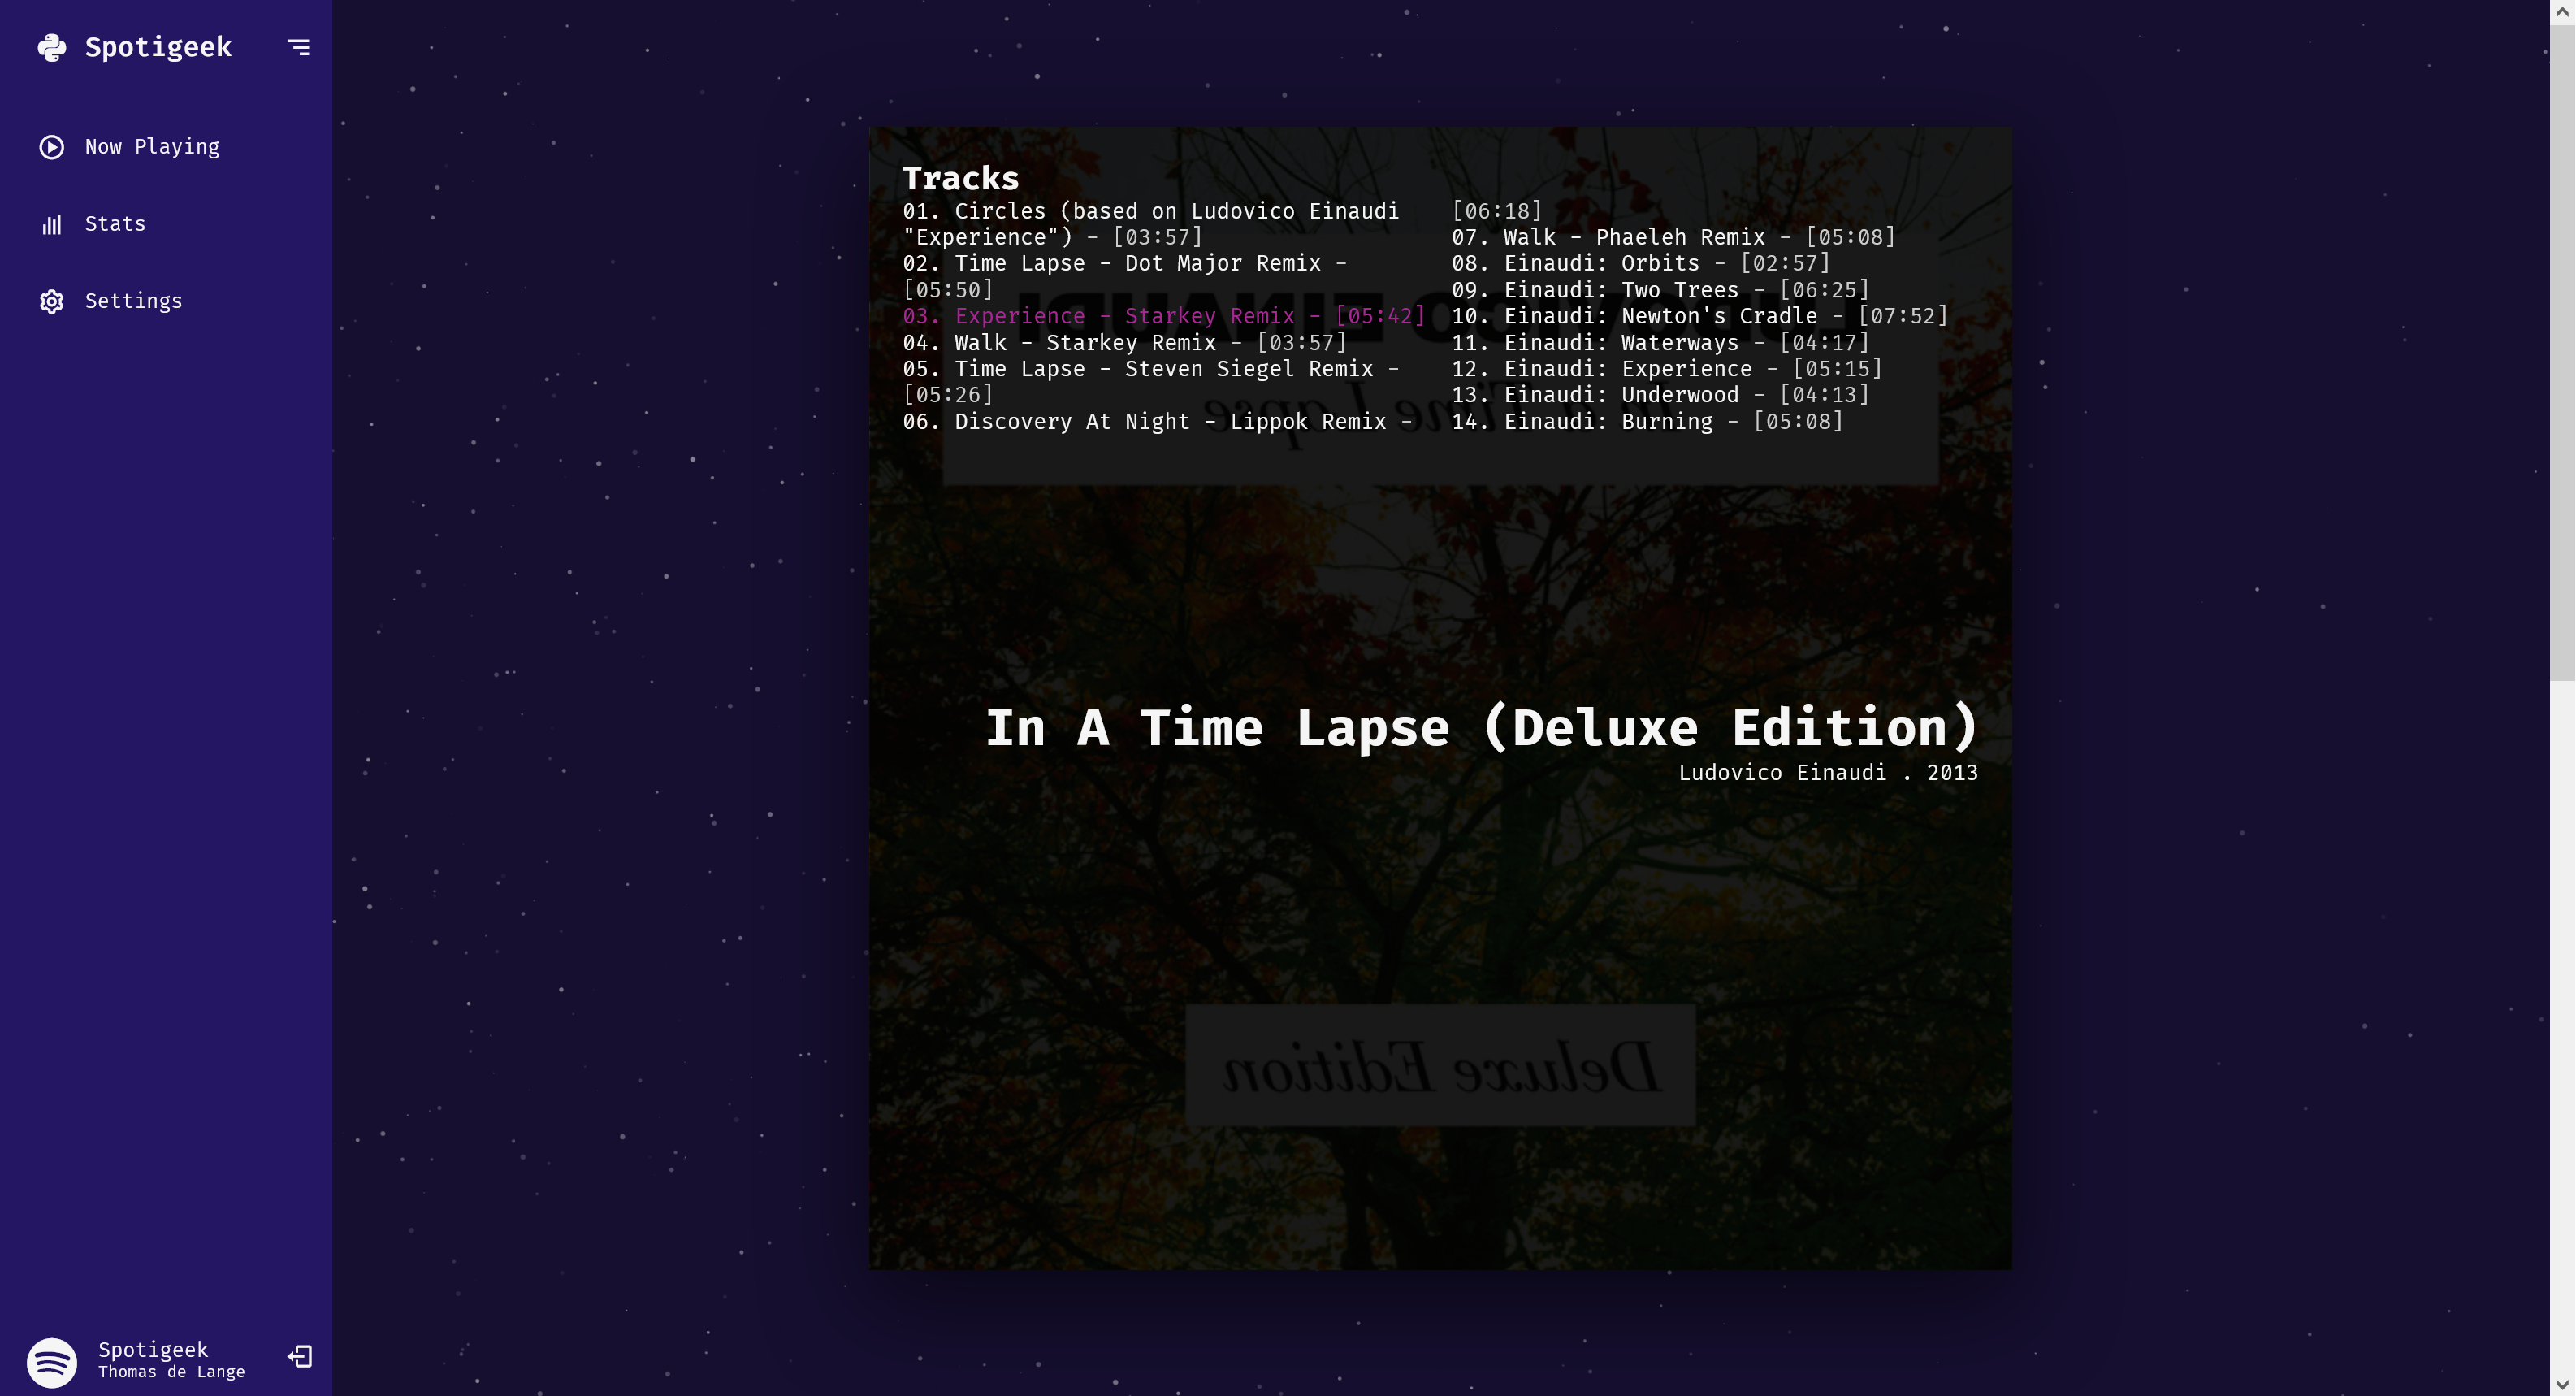 Spotigeek
Now Playing
Stats
Settings
Tracks
01. Circles (based on Ludovico Einaudi
"Experience") - [03:57]
02. Time Lapse - Dot Major Remix -
[05:50]
03. Experience - Starkey Remix - [05:42]
04. Walk - Starkey Remix - [03:57]
05. Time Lapse - Steven Siegel Remix -
[05:26]
06. Discovery At Night - Lippok Remix -
[06:18]
07. Walk - Phaeleh Remix - [05:08]
08. Einaudi: Orbits - [02:57]
09. Einaudi: Two Trees - [06:25]
10. Einaudi: Newton's Cradle - [07:52]
11. Einaudi: Waterways - [04:17]
12. Einaudi: Experience - [05:15]
13. Einaudi: Underwood - [04:13]
14. Einaudi: Burning - [05:08]
LUDOVICO EINAUDI
In a Time Lapse
In A Time Lapse (Deluxe Edition)
Ludovico Einaudi . 2013
Deluxe Edition
Spotigeek
Thomas de Lange